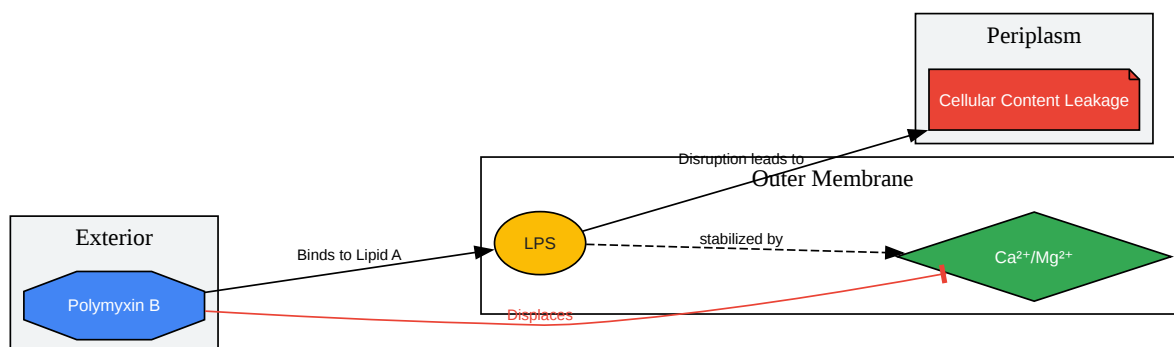 Periplasm
Cellular Content Leakage
Disruption leads to
Outer Membrane
Exterior
Binds to Lipid A
LPS
stabilized by
Ca²⁺/Mg²⁺
Polymyxin B
Displaces